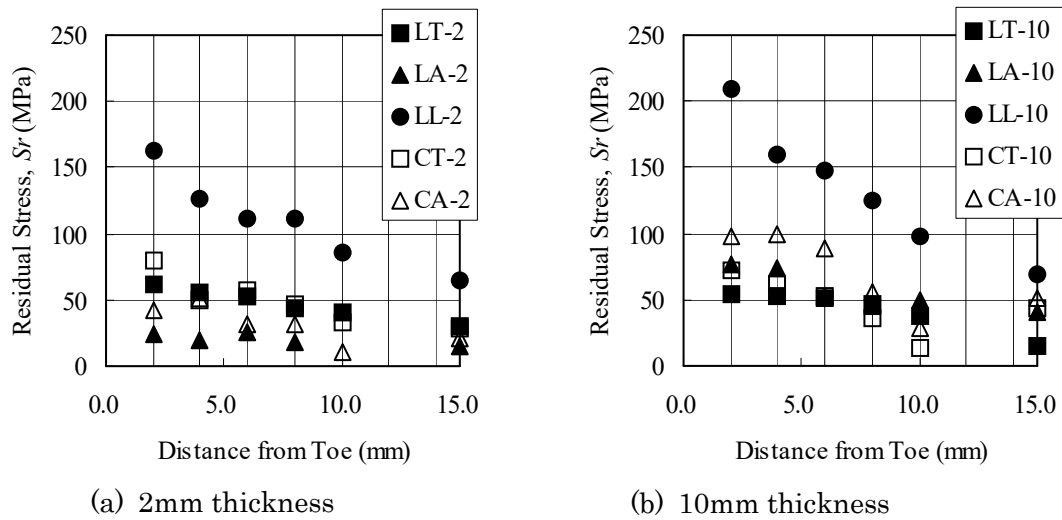 Residual Stress, Sr (MPa)
250
200
150
100
50
0
0.0
5.0
10.0
15.0
Distance from Toe (mm)
LT-2
LA-2
LL-2
CT-2
CA-2
(a) 2mm thickness
Residual Stress, Sr (MPa)
250
200
150
100
50
0
0.0
5.0
10.0
15.0
Distance from Toe (mm)
LT-10
LA-10
LL-10
CT-10
CA-10
(b) 10mm thickness